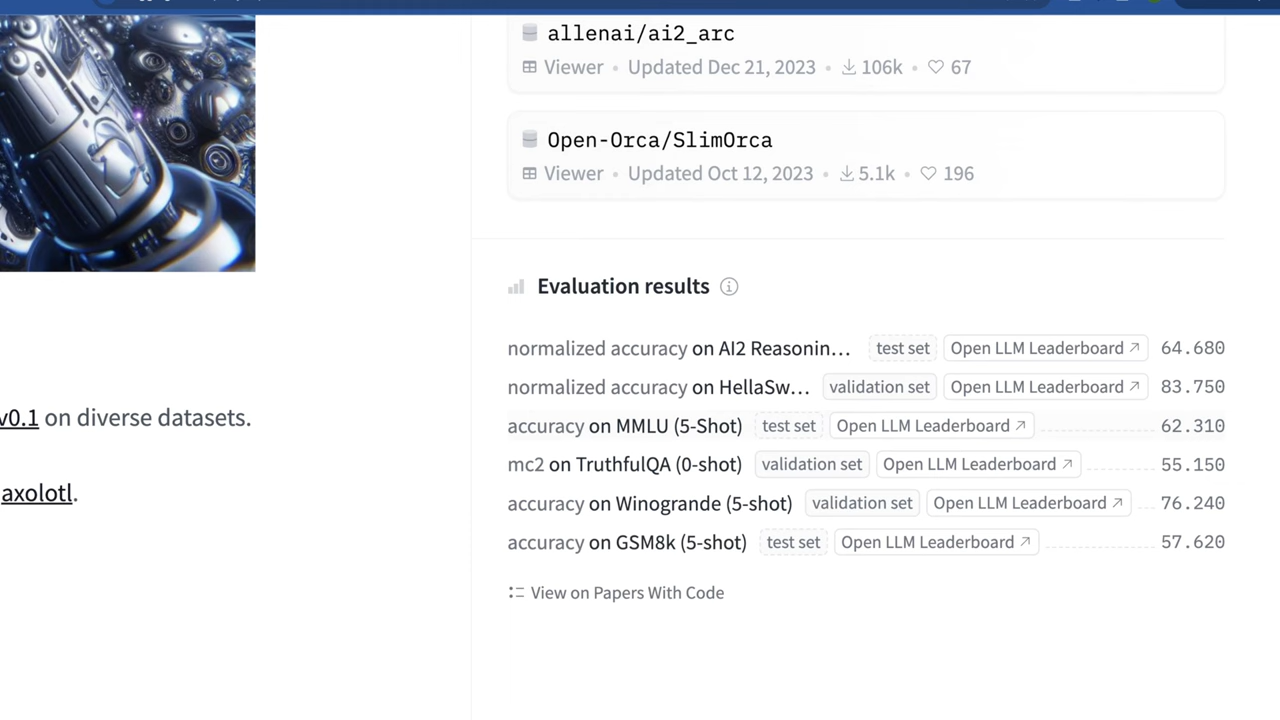 allenai/ai2_arc
Viewer • Updated Dec 21, 2023 • 106k • 67
Open-Orca/SlimOrca
Viewer • Updated Oct 12, 2023 • 5.1k • 196
Evaluation results
normalized accuracy on AI2 Reasonin… test set Open LLM Leaderboard 64.680
normalized accuracy on HellaSw… validation set Open LLM Leaderboard 83.750
accuracy on MMLU (5-Shot) test set Open LLM Leaderboard 62.310
mc2 on TruthfulQA (0-shot) validation set Open LLM Leaderboard 55.150
accuracy on Winogrande (5-shot) validation set Open LLM Leaderboard 76.240
accuracy on GSM8k (5-shot) test set Open LLM Leaderboard 57.620
View on Papers With Code
v0.1 on diverse datasets.
axolotl.